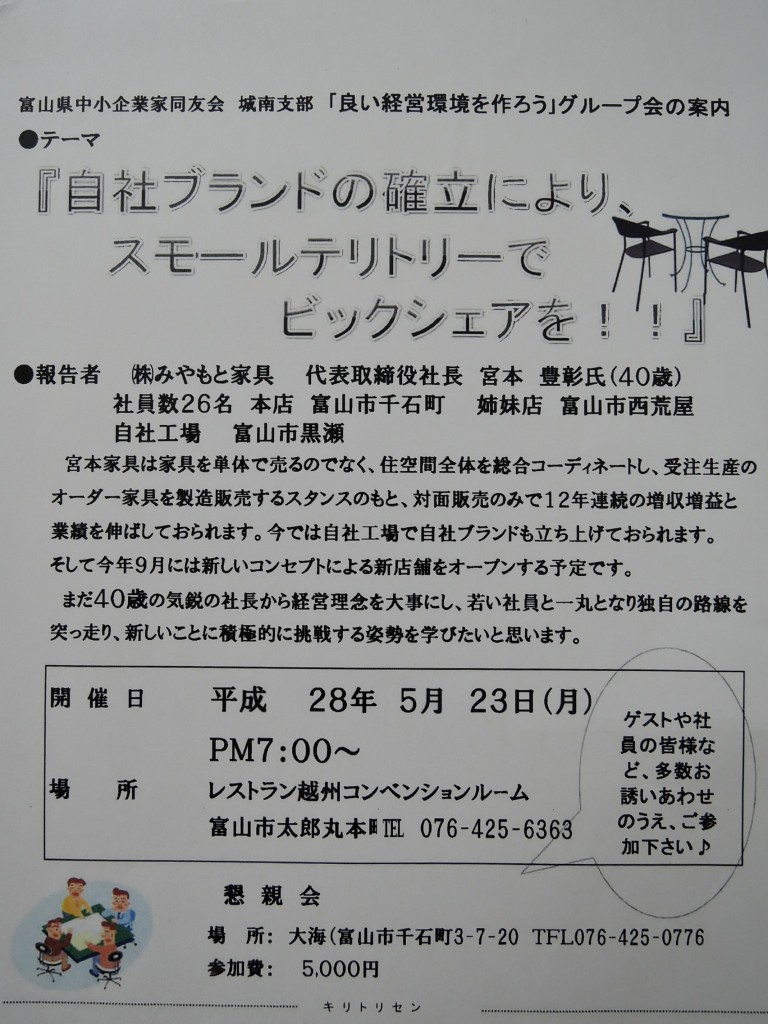 富山県中小企業家同友会 城南支部 「良い経営環境を作ろう」グループ会の案内
●テーマ
『自社ブランドの確立により、
スモールテリトリーで
ビックシェアを！！』
●報告者 ㈱みやもと家具 代表取締役社長 宮本 豊彰氏（40歳）
社員数26名 本店 富山市千石町 姉妹店 富山市西荒屋
自社工場 富山市黒瀬
宮本家具は家具を単体で売るのでなく、住空間全体を総合コーディネートし、受注生産の
オーダー家具を製造販売するスタンスのもと、対面販売のみで12年連続の増収増益と
業績を伸ばしておられます。今では自社工場で自社ブランドも立ち上げておられます。
そして今年9月には新しいコンセプトによる新店舗をオープンする予定です。
まだ40歳の気鋭の社長から経営理念を大事にし、若い社員と一丸となり独自の路線を
突っ走り、新しいことに積極的に挑戦する姿勢を学びたいと思います。
開催日 平成 28年 5月 23日（月）
PM7：00～
場所 レストラン越州コンベンションルーム
富山市太郎丸本町 TEL 076-425-6363
ゲストや社
員の皆様な
ど、多数お
誘いあわせ
のうえ、ご参
加下さい♪
懇親会
場 所： 大海（富山市千石町3-7-20 TFL076-425-0776
参加費： 5,000円
キリトリセン